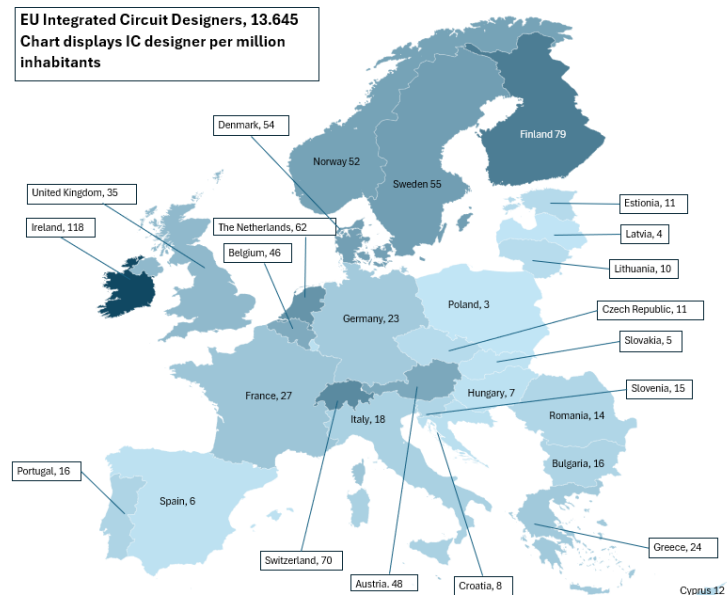 EU Integrated Circuit Designers, 13.645
Chart displays IC designer per million
inhabitants
Denmark, 54
Finland 79
Norway 52
Sweden 55
United Kingdom, 35
Estionia, 11
Ireland, 118
The Netherlands, 62
Latvia, 4
Belgium, 46
Lithuania, 10
Poland, 3
Czech Republic, 11
Germany, 23
Slovakia, 5
Slovenia, 15
Hungary, 7
France, 27
Romania, 14
Italy, 18
Bulgaria, 16
Portugal, 16
Spain, 6
Greece, 24
Switzerland, 70
Austria. 48
Croatia, 8
Cyprus 12